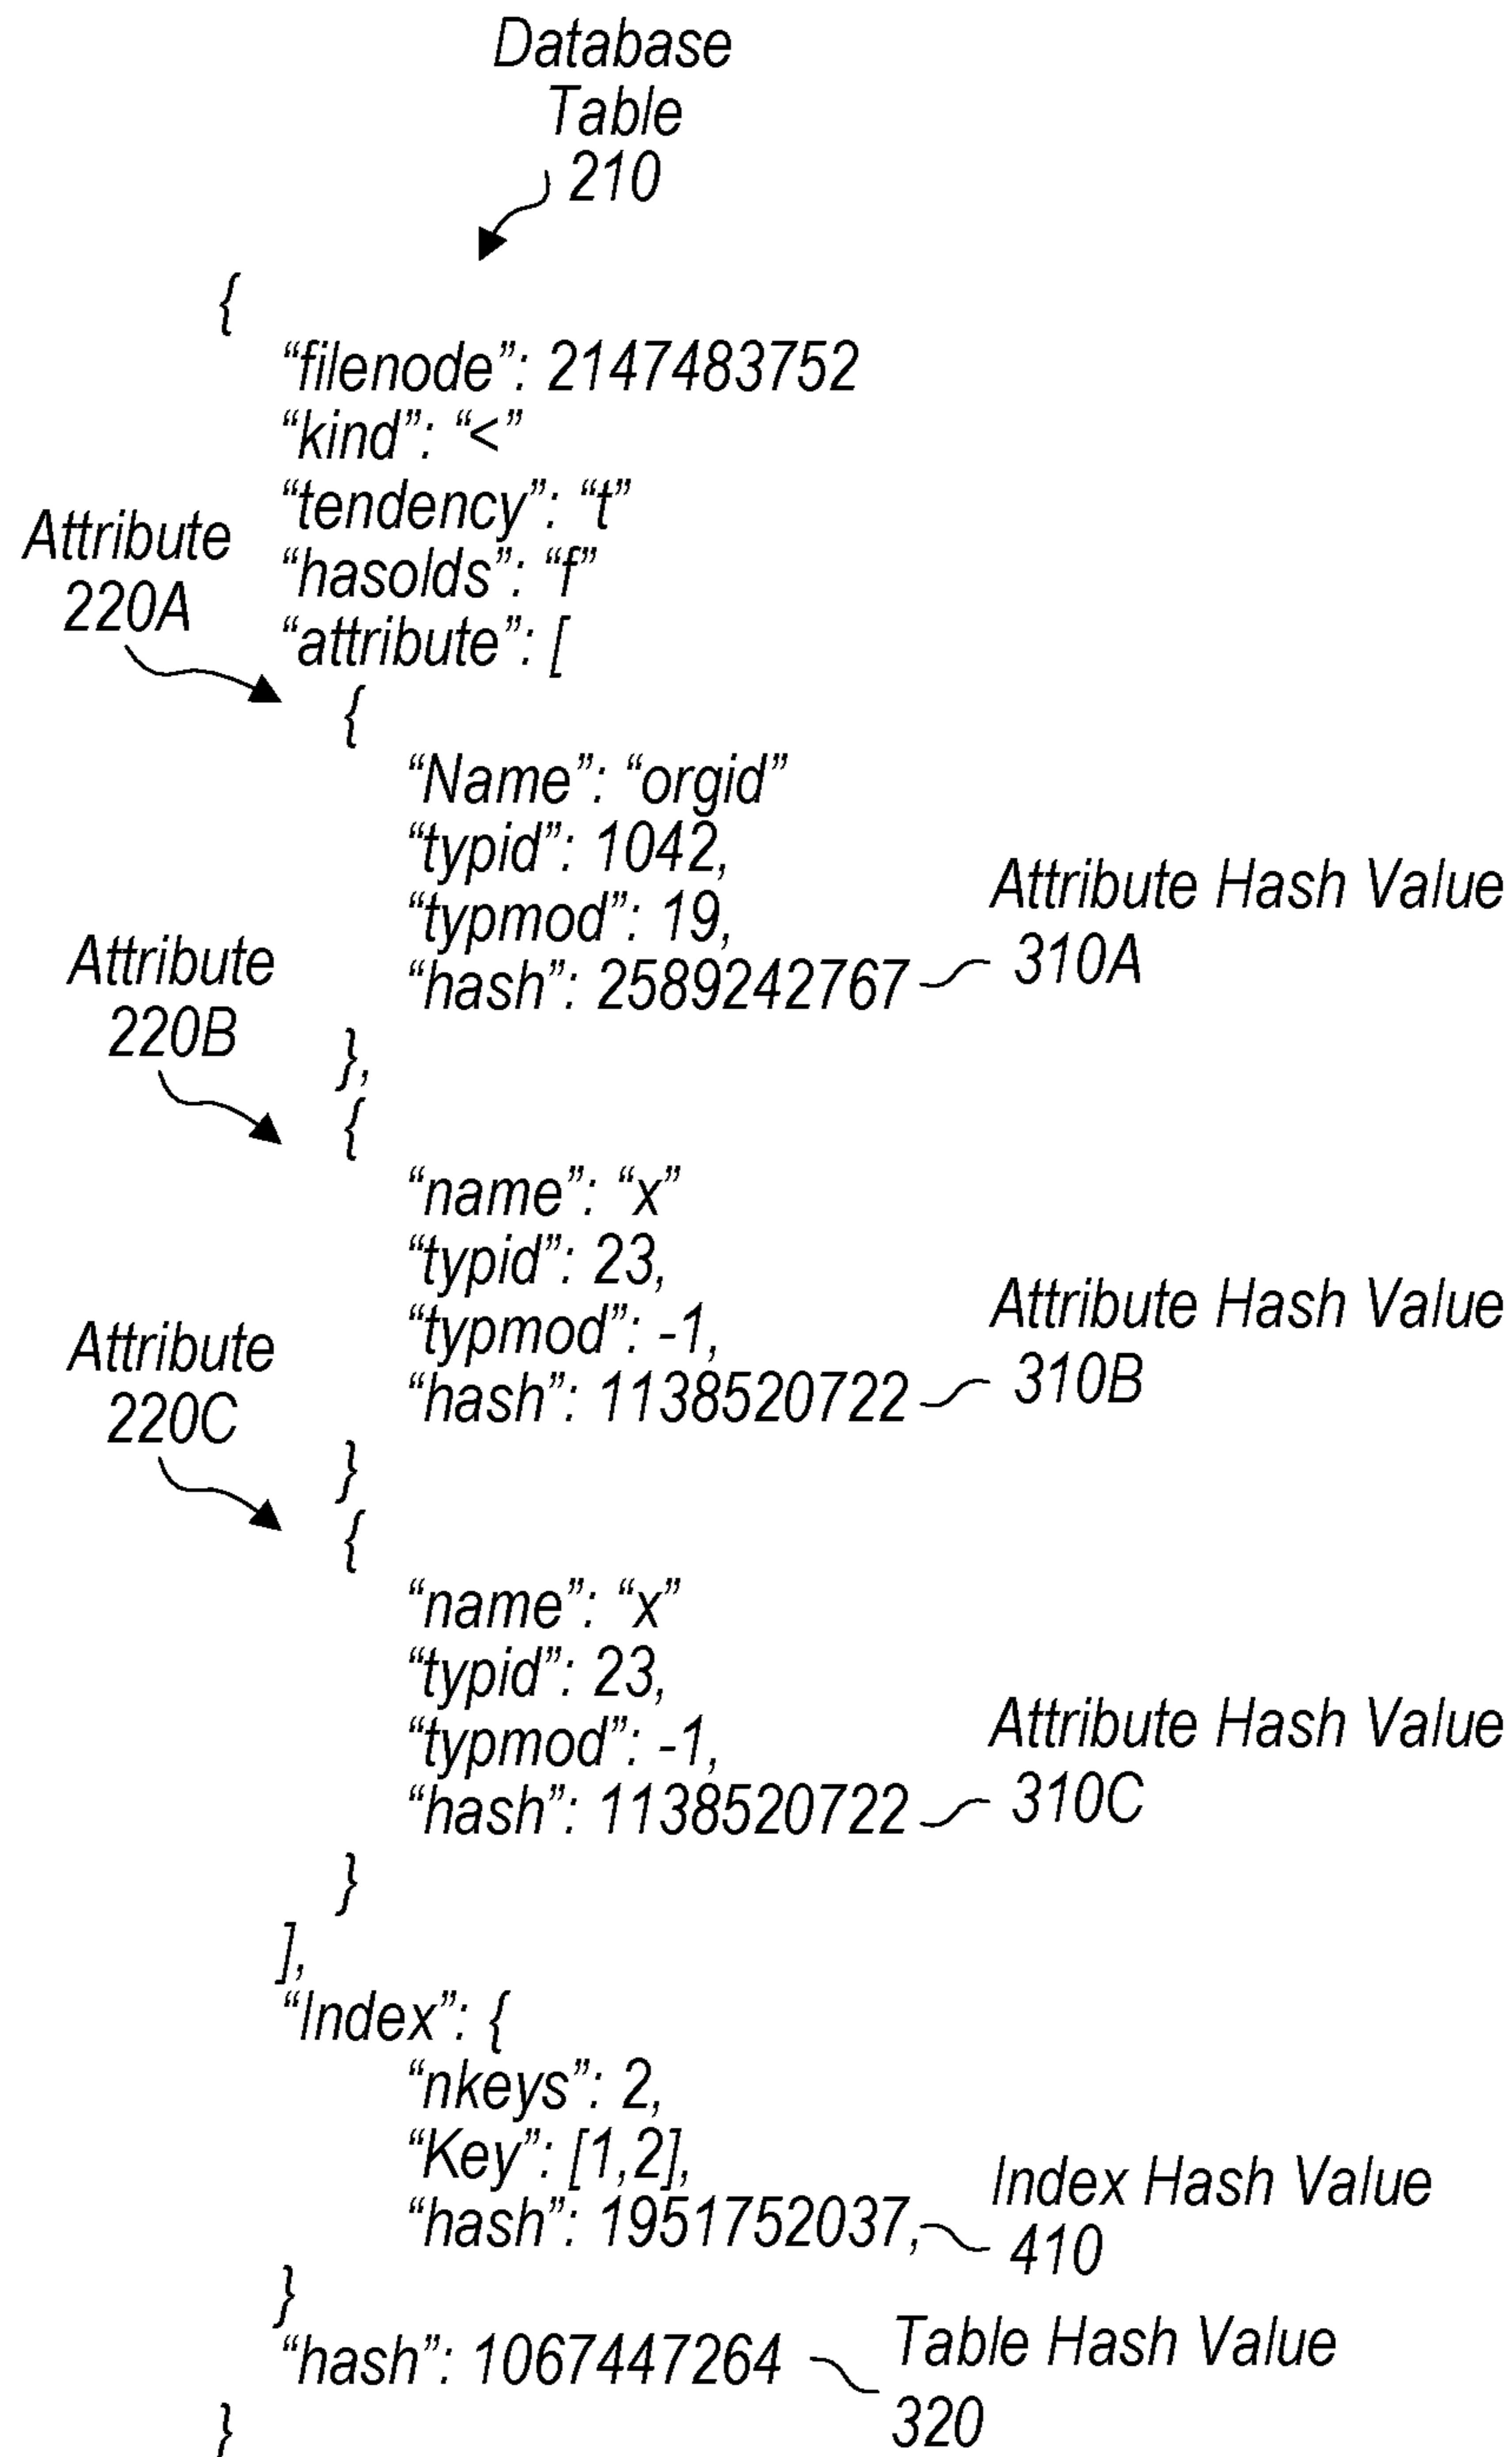 Database
Table
210
{
“filenode”: 2147483752
“kind”: “<”
“tendency”: “t”
“hasolds”: “f”
“attribute”: [
Attribute
220A
{
“Name”: “orgid”
“typid”: 1042,
“typmod”: 19,
“hash”: 2589242767
Attribute Hash Value
310A
},
Attribute
220B
{
“name”: “x”
“typid”: 23,
“typmod”: -1,
“hash”: 1138520722
Attribute Hash Value
310B
}
Attribute
220C
{
“name”: “x”
“typid”: 23,
“typmod”: -1,
“hash”: 1138520722
Attribute Hash Value
310C
}
],
“Index”: {
“nkeys”: 2,
“Key”: [1,2],
“hash”: 1951752037,
Index Hash Value
410
}
“hash”: 1067447264
Table Hash Value
320
}